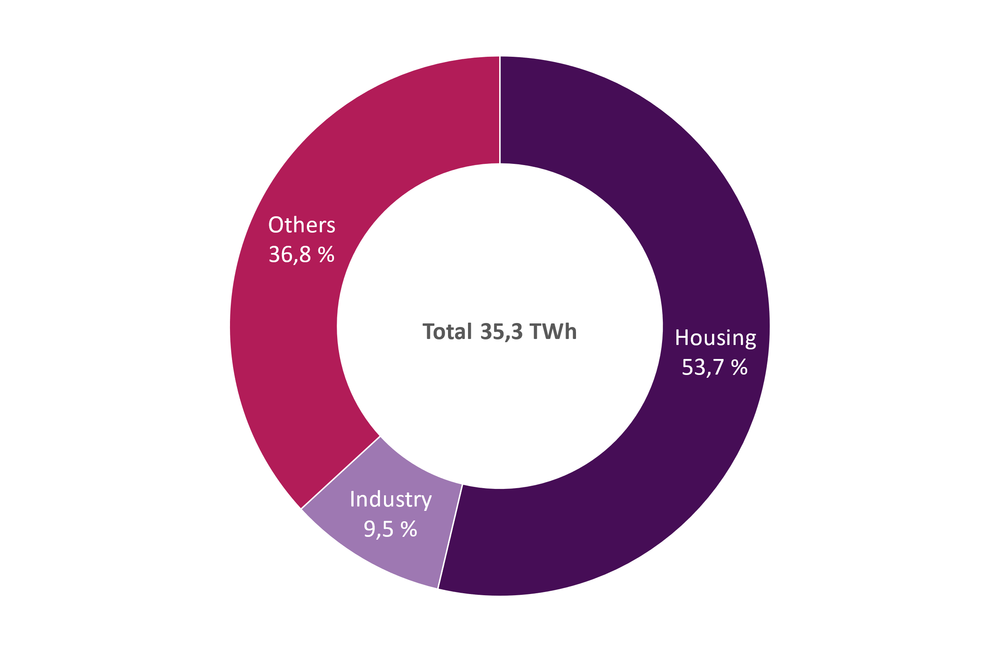 Others
36,8 %
Total 35,3 TWh
Housing
53,7 %
Industry
9,5 %